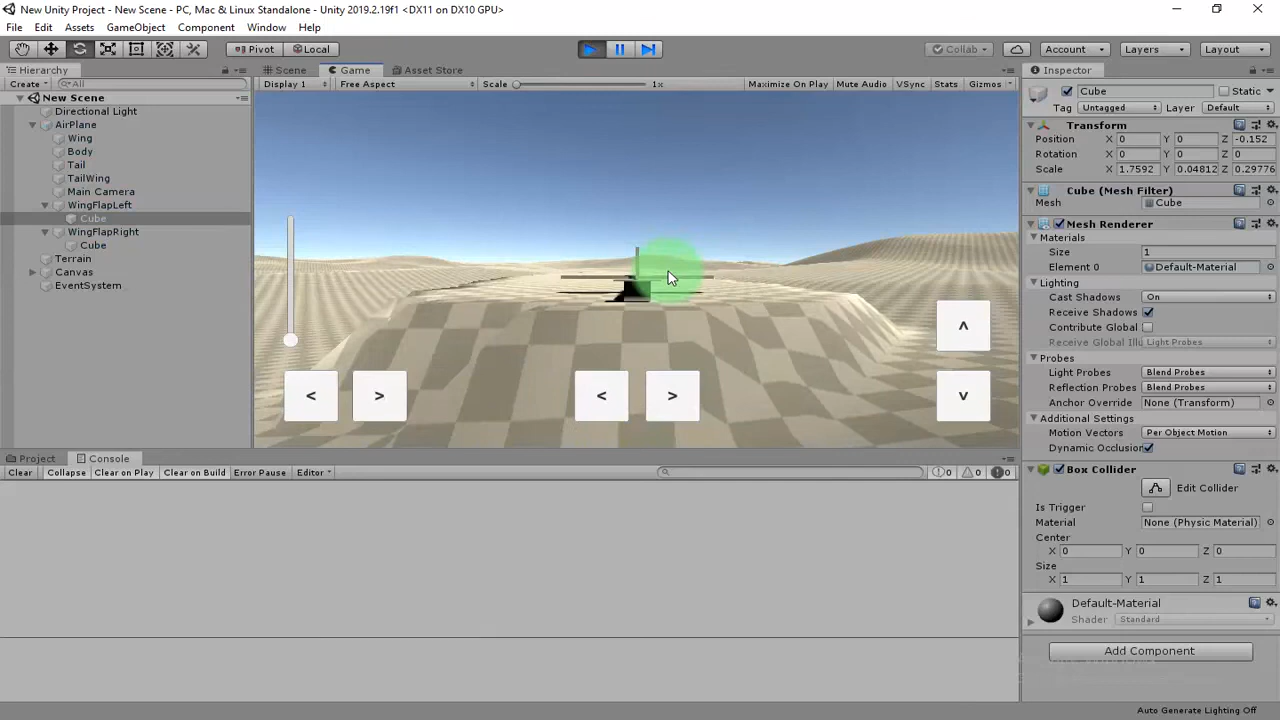 New Unity Project - New Scene - PC, Mac & Linux Standalone - Unity 2019.2.19f1 <DX11 on DX10 GPU>
File Edit Assets GameObject Component Window Help
Pivot Local Collab Account Layers Layout
Hierarchy
Create All
New Scene
Directional Light
AirPlane
Wing
Body
Tail
TailWing
Main Camera
WingFlapLeft
Cube
WingFlapRight
Cube
Terrain
Canvas
EventSystem
Scene Game Asset Store
Display 1 Free Aspect Scale 1x Maximize On Play Mute Audio VSync Stats Gizmos
< > < > ^ v
Project Console
Clear Collapse Clear on Play Clear on Build Error Pause Editor 0 0 0
Inspector
Cube Static
Tag Untagged Layer Default
Transform
Position X 0 Y 0 Z -0.152
Rotation X 0 Y 0 Z 0
Scale X 1.7592 Y 0.04812 Z 0.29776
Cube (Mesh Filter)
Mesh Cube
Mesh Renderer
Materials
Size 1
Element 0 Default-Material
Lighting
Cast Shadows On
Receive Shadows
Contribute Global
Receive Global Illu Light Probes
Probes
Light Probes Blend Probes
Reflection Probes Blend Probes
Anchor Override None (Transform)
Additional Settings
Motion Vectors Per Object Motion
Dynamic Occlusion
Box Collider
Edit Collider
Is Trigger
Material None (Physic Material)
Center
X 0 Y 0 Z 0
Size
X 1 Y 1 Z 1
Default-Material
Shader Standard
Add Component
Auto Generate Lighting Off